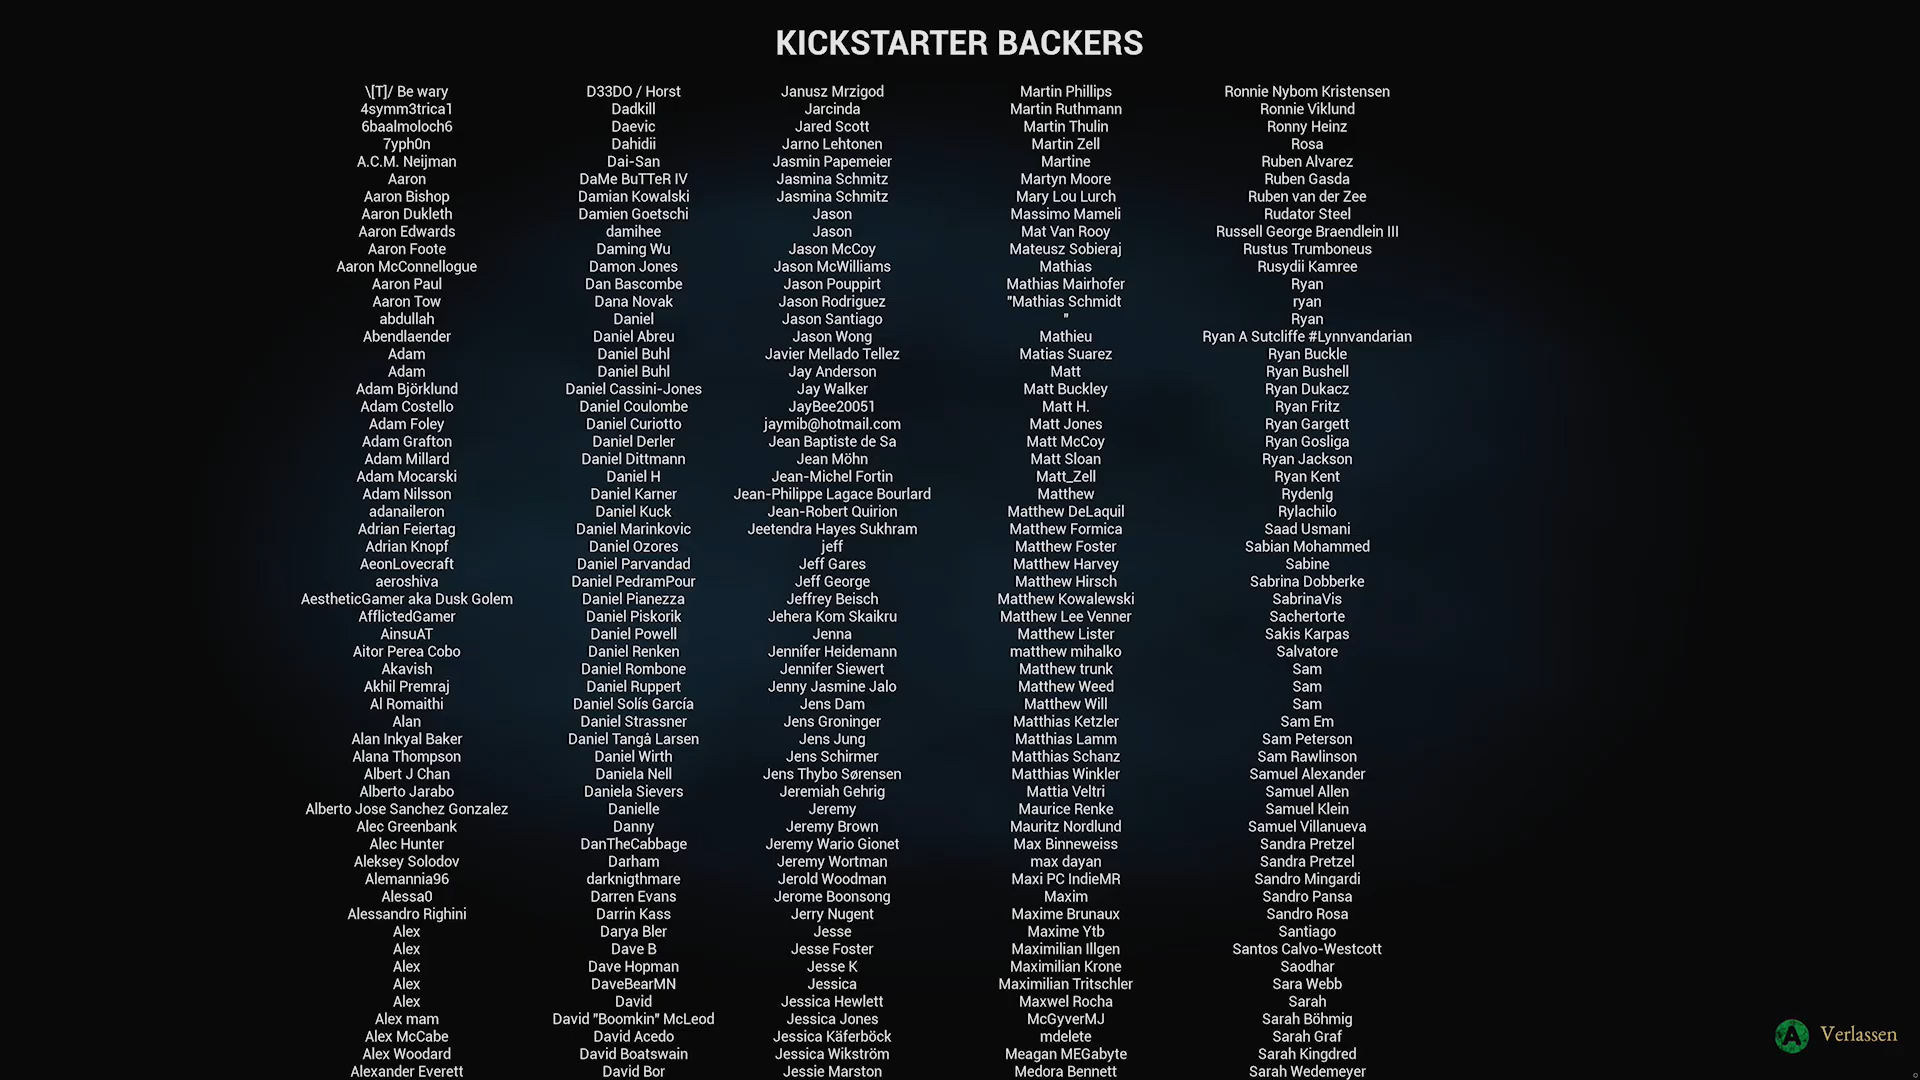 KICKSTARTER BACKERS
\[T]/ Be wary
4symm3trica1
6baalmoloch6
7yph0n
A.C.M. Neijman
Aaron
Aaron Bishop
Aaron Dukleth
Aaron Edwards
Aaron Foote
Aaron McConnellogue
Aaron Paul
Aaron Tow
abdullah
Abendlaender
Adam
Adam
Adam Björklund
Adam Costello
Adam Foley
Adam Grafton
Adam Millard
Adam Mocarski
Adam Nilsson
adanaileron
Adrian Feiertag
Adrian Knopf
AeonLovecraft
aeroshiva
AestheticGamer aka Dusk Golem
AfflictedGamer
AinsuAT
Aitor Perea Cobo
Akavish
Akhil Premraj
Al Romaithi
Alan
Alan Inkyal Baker
Alana Thompson
Albert J Chan
Alberto Jarabo
Alberto Jose Sanchez Gonzalez
Alec Greenbank
Alec Hunter
Aleksey Solodov
Alemannia96
Alessa0
Alessandro Righini
Alex
Alex
Alex
Alex
Alex
Alex mam
Alex McCabe
Alex Woodard
Alexander Everett
D33DO / Horst
Dadkill
Daevic
Dahidii
Dai-San
DaMe BuTTeR IV
Damian Kowalski
Damien Goetschi
damihee
Daming Wu
Damon Jones
Dan Bascombe
Dana Novak
Daniel
Daniel Abreu
Daniel Buhl
Daniel Buhl
Daniel Cassini-Jones
Daniel Coulombe
Daniel Curiotto
Daniel Derler
Daniel Dittmann
Daniel H
Daniel Karner
Daniel Kuck
Daniel Marinkovic
Daniel Ozores
Daniel Parvandad
Daniel PedramPour
Daniel Pianezza
Daniel Piskorik
Daniel Powell
Daniel Renken
Daniel Rombone
Daniel Ruppert
Daniel Solís García
Daniel Strassner
Daniel Tangå Larsen
Daniel Wirth
Daniela Nell
Daniela Sievers
Danielle
Danny
DanTheCabbage
Darham
darknigthmare
Darren Evans
Darrin Kass
Darya Bler
Dave B
Dave Hopman
DaveBearMN
David
David "Boomkin" McLeod
David Acedo
David Boatswain
David Bor
Janusz Mrzigod
Jarcinda
Jared Scott
Jarno Lehtonen
Jasmin Papemeier
Jasmina Schmitz
Jasmina Schmitz
Jason
Jason
Jason McCoy
Jason McWilliams
Jason Pouppirt
Jason Rodriguez
Jason Santiago
Jason Wong
Javier Mellado Tellez
Jay Anderson
Jay Walker
JayBee20051
jaymib@hotmail.com
Jean Baptiste de Sa
Jean Möhn
Jean-Michel Fortin
Jean-Philippe Lagace Bourlard
Jean-Robert Quirion
Jeetendra Hayes Sukhram
jeff
Jeff Gares
Jeff George
Jeffrey Beisch
Jehera Kom Skaikru
Jenna
Jennifer Heidemann
Jennifer Siewert
Jenny Jasmine Jalo
Jens Dam
Jens Groninger
Jens Jung
Jens Schirmer
Jens Thybo Sørensen
Jeremiah Gehrig
Jeremy
Jeremy Brown
Jeremy Wario Gionet
Jeremy Wortman
Jerold Woodman
Jerome Boonsong
Jerry Nugent
Jesse
Jesse Foster
Jesse K
Jessica
Jessica Hewlett
Jessica Jones
Jessica Käferböck
Jessica Wikström
Jessie Marston
Martin Phillips
Martin Ruthmann
Martin Thulin
Martin Zell
Martine
Martyn Moore
Mary Lou Lurch
Massimo Mameli
Mat Van Rooy
Mateusz Sobieraj
Mathias
Mathias Mairhofer
"Mathias Schmidt
"
Mathieu
Matias Suarez
Matt
Matt Buckley
Matt H.
Matt Jones
Matt McCoy
Matt Sloan
Matt_Zell
Matthew
Matthew DeLaquil
Matthew Formica
Matthew Foster
Matthew Harvey
Matthew Hirsch
Matthew Kowalewski
Matthew Lee Venner
Matthew Lister
matthew mihalko
Matthew trunk
Matthew Weed
Matthew Will
Matthias Ketzler
Matthias Lamm
Matthias Schanz
Matthias Winkler
Mattia Veltri
Maurice Renke
Mauritz Nordlund
Max Binneweiss
max dayan
Maxi PC IndieMR
Maxim
Maxime Brunaux
Maxime Ytb
Maximilian Illgen
Maximilian Krone
Maximilian Tritschler
Maxwel Rocha
McGyverMJ
mdelete
Meagan MEGabyte
Medora Bennett
Ronnie Nybom Kristensen
Ronnie Viklund
Ronny Heinz
Rosa
Ruben Alvarez
Ruben Gasda
Ruben van der Zee
Rudator Steel
Russell George Braendlein III
Rustus Trumboneus
Rusydii Kamree
Ryan
ryan
Ryan
Ryan A Sutcliffe #Lynnvandarian
Ryan Buckle
Ryan Bushell
Ryan Dukacz
Ryan Fritz
Ryan Gargett
Ryan Gosliga
Ryan Jackson
Ryan Kent
Rydenlg
Rylachilo
Saad Usmani
Sabian Mohammed
Sabine
Sabrina Dobberke
SabrinaVis
Sachertorte
Sakis Karpas
Salvatore
Sam
Sam
Sam
Sam Em
Sam Peterson
Sam Rawlinson
Samuel Alexander
Samuel Allen
Samuel Klein
Samuel Villanueva
Sandra Pretzel
Sandra Pretzel
Sandro Mingardi
Sandro Pansa
Sandro Rosa
Santiago
Santos Calvo-Westcott
Saodhar
Sara Webb
Sarah
Sarah Böhmig
Sarah Graf
Sarah Kingdred
Sarah Wedemeyer
A Verlassen